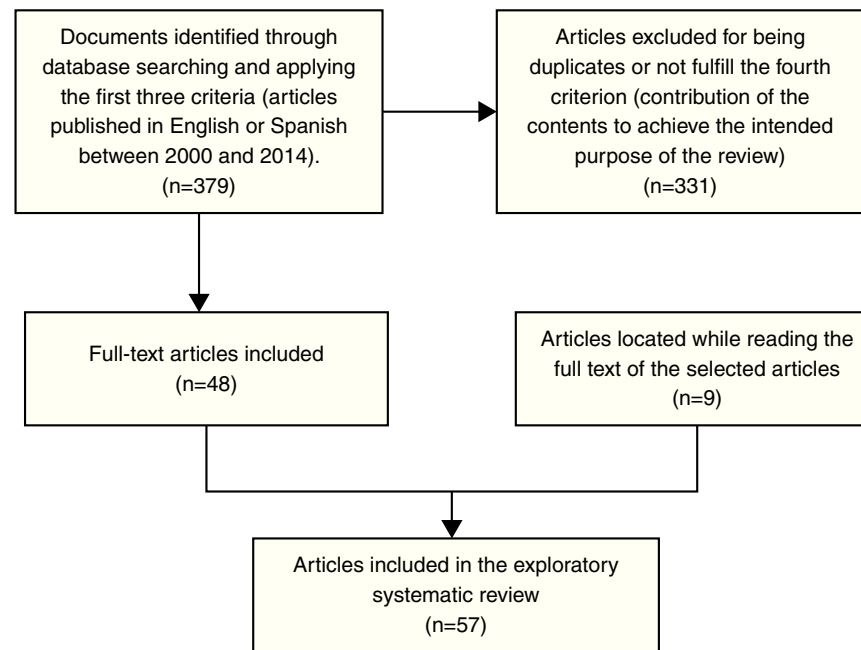 Documents identified through
database searching and applying
the first three criteria (articles
published in English or Spanish
between 2000 and 2014).
(n=379)
Articles excluded for being
duplicates or not fulfill the fourth
criterion (contribution of the
contents to achieve the intended
purpose of the review)
(n=331)
Full-text articles included
(n=48)
Articles located while reading the
full text of the selected articles
(n=9)
Articles included in the exploratory
systematic review
(n=57)